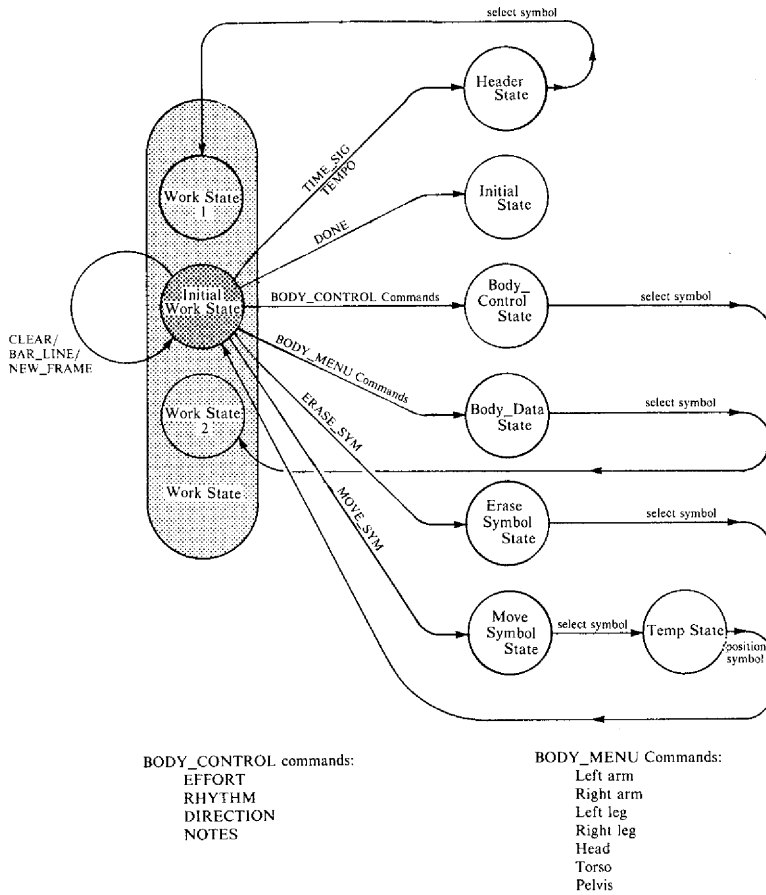 select symbol
Header
State
Work State
1
TIME_SIG
TEMPO
Initial
State
DONE
Initial
Work State
BODY_CONTROL Commands
Body_
Control
State
select symbol
CLEAR/
BAR_LINE/
NEW_FRAME
BODY_MENU Commands
Work State
2
Body_Data
State
select symbol
ERASE_SYM
Work State
MOVE_SYM
Erase
Symbol
State
select symbol
Move
Symbol
State
select symbol
Temp State
position
symbol
BODY_CONTROL commands:
EFFORT
RHYTHM
DIRECTION
NOTES
BODY_MENU Commands:
Left arm
Right arm
Left leg
Right leg
Head
Torso
Pelvis